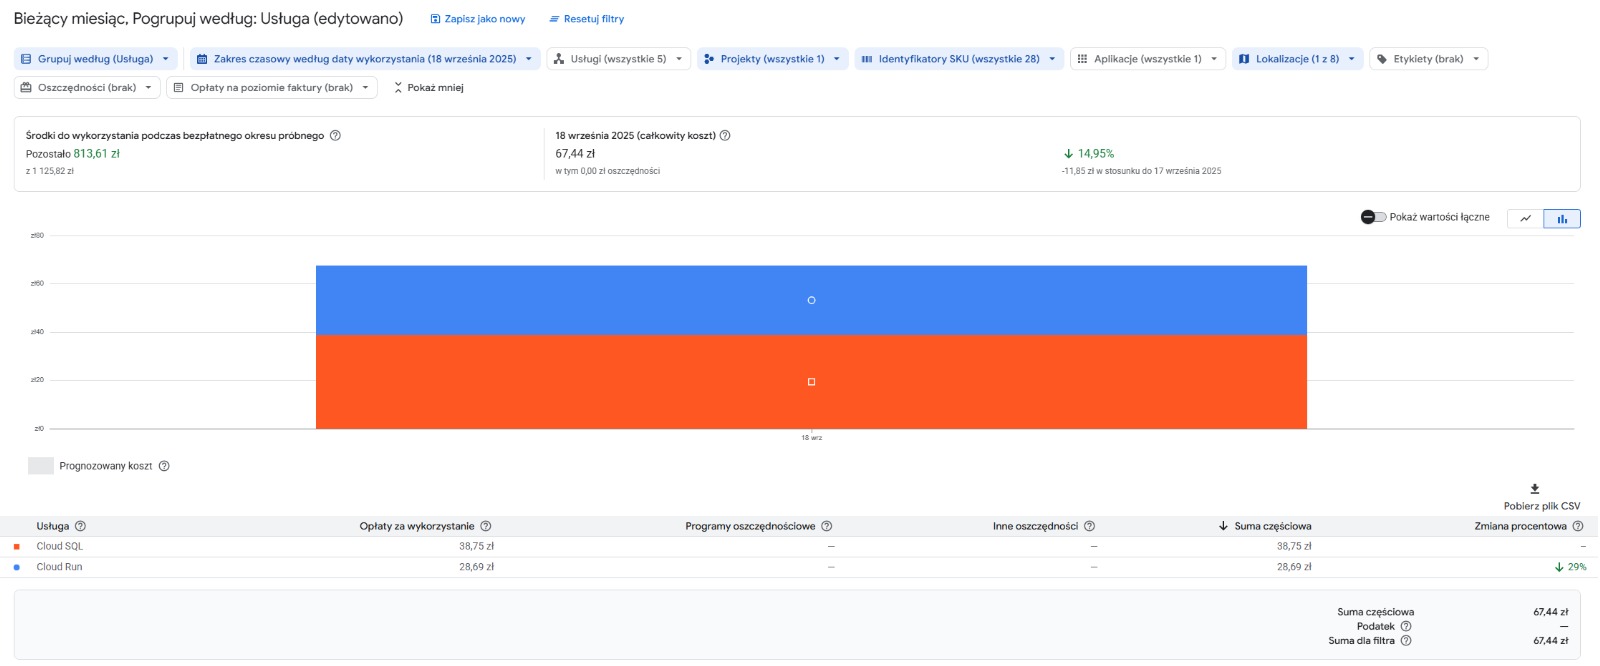 Bieżący miesiąc, Pogrupuj według: Usługa (edytowano)
Zapisz jako nowy
Resetuj filtry
Grupuj według (Usługa)
Zakres czasowy według daty wykorzystania (18 września 2025)
Usługi (wszystkie 5)
Projekty (wszystkie 1)
Identyfikatory SKU (wszystkie 28)
Aplikacje (wszystkie 1)
Lokalizacje (1 z 8)
Etykiety (brak)
Oszczędności (brak)
Opłaty na poziomie faktury (brak)
Pokaż mniej
Środki do wykorzystania podczas bezpłatnego okresu próbnego
Pozostało 813,61 zł
z 1 125,82 zł
18 września 2025 (całkowity koszt)
67,44 zł
w tym 0,00 zł oszczędności
14,95%
-11,85 zł w stosunku do 17 września 2025
Pokaż wartości łączne
zł80
zł60
zł40
zł20
zł0
18 wrz
Prognozowany koszt
Pobierz plik CSV
Usługa Opłaty za wykorzystanie Programy oszczędnościowe Inne oszczędności Suma częściowa Zmiana procentowa
Cloud SQL 38,75 zł — — 38,75 zł –
Cloud Run 28,69 zł — — 28,69 zł 29%
Suma częściowa 67,44 zł
Podatek —
Suma dla filtra 67,44 zł